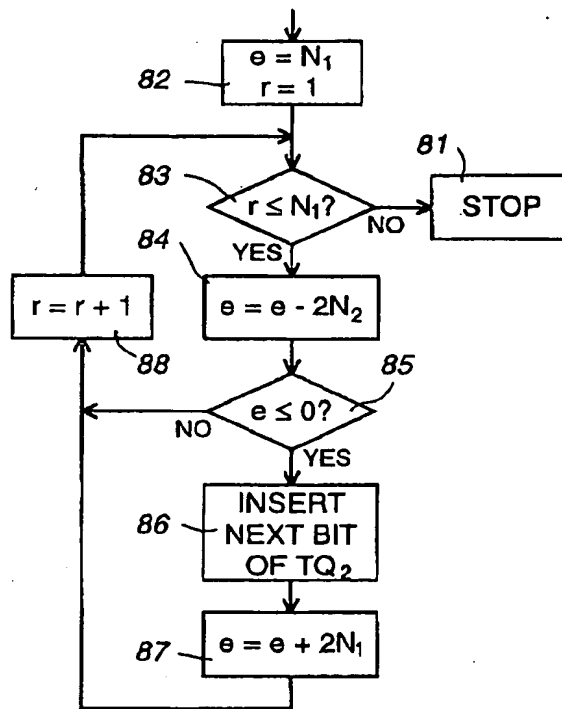 e = N₁
r = 1
82
81
83
r ≤ N₁?
NO
STOP
YES
84
r = r + 1
e = e - 2N₂
88
85
e ≤ 0?
NO
YES
INSERT
86
NEXT BIT
OF TQ₂
e = e + 2N₁
87